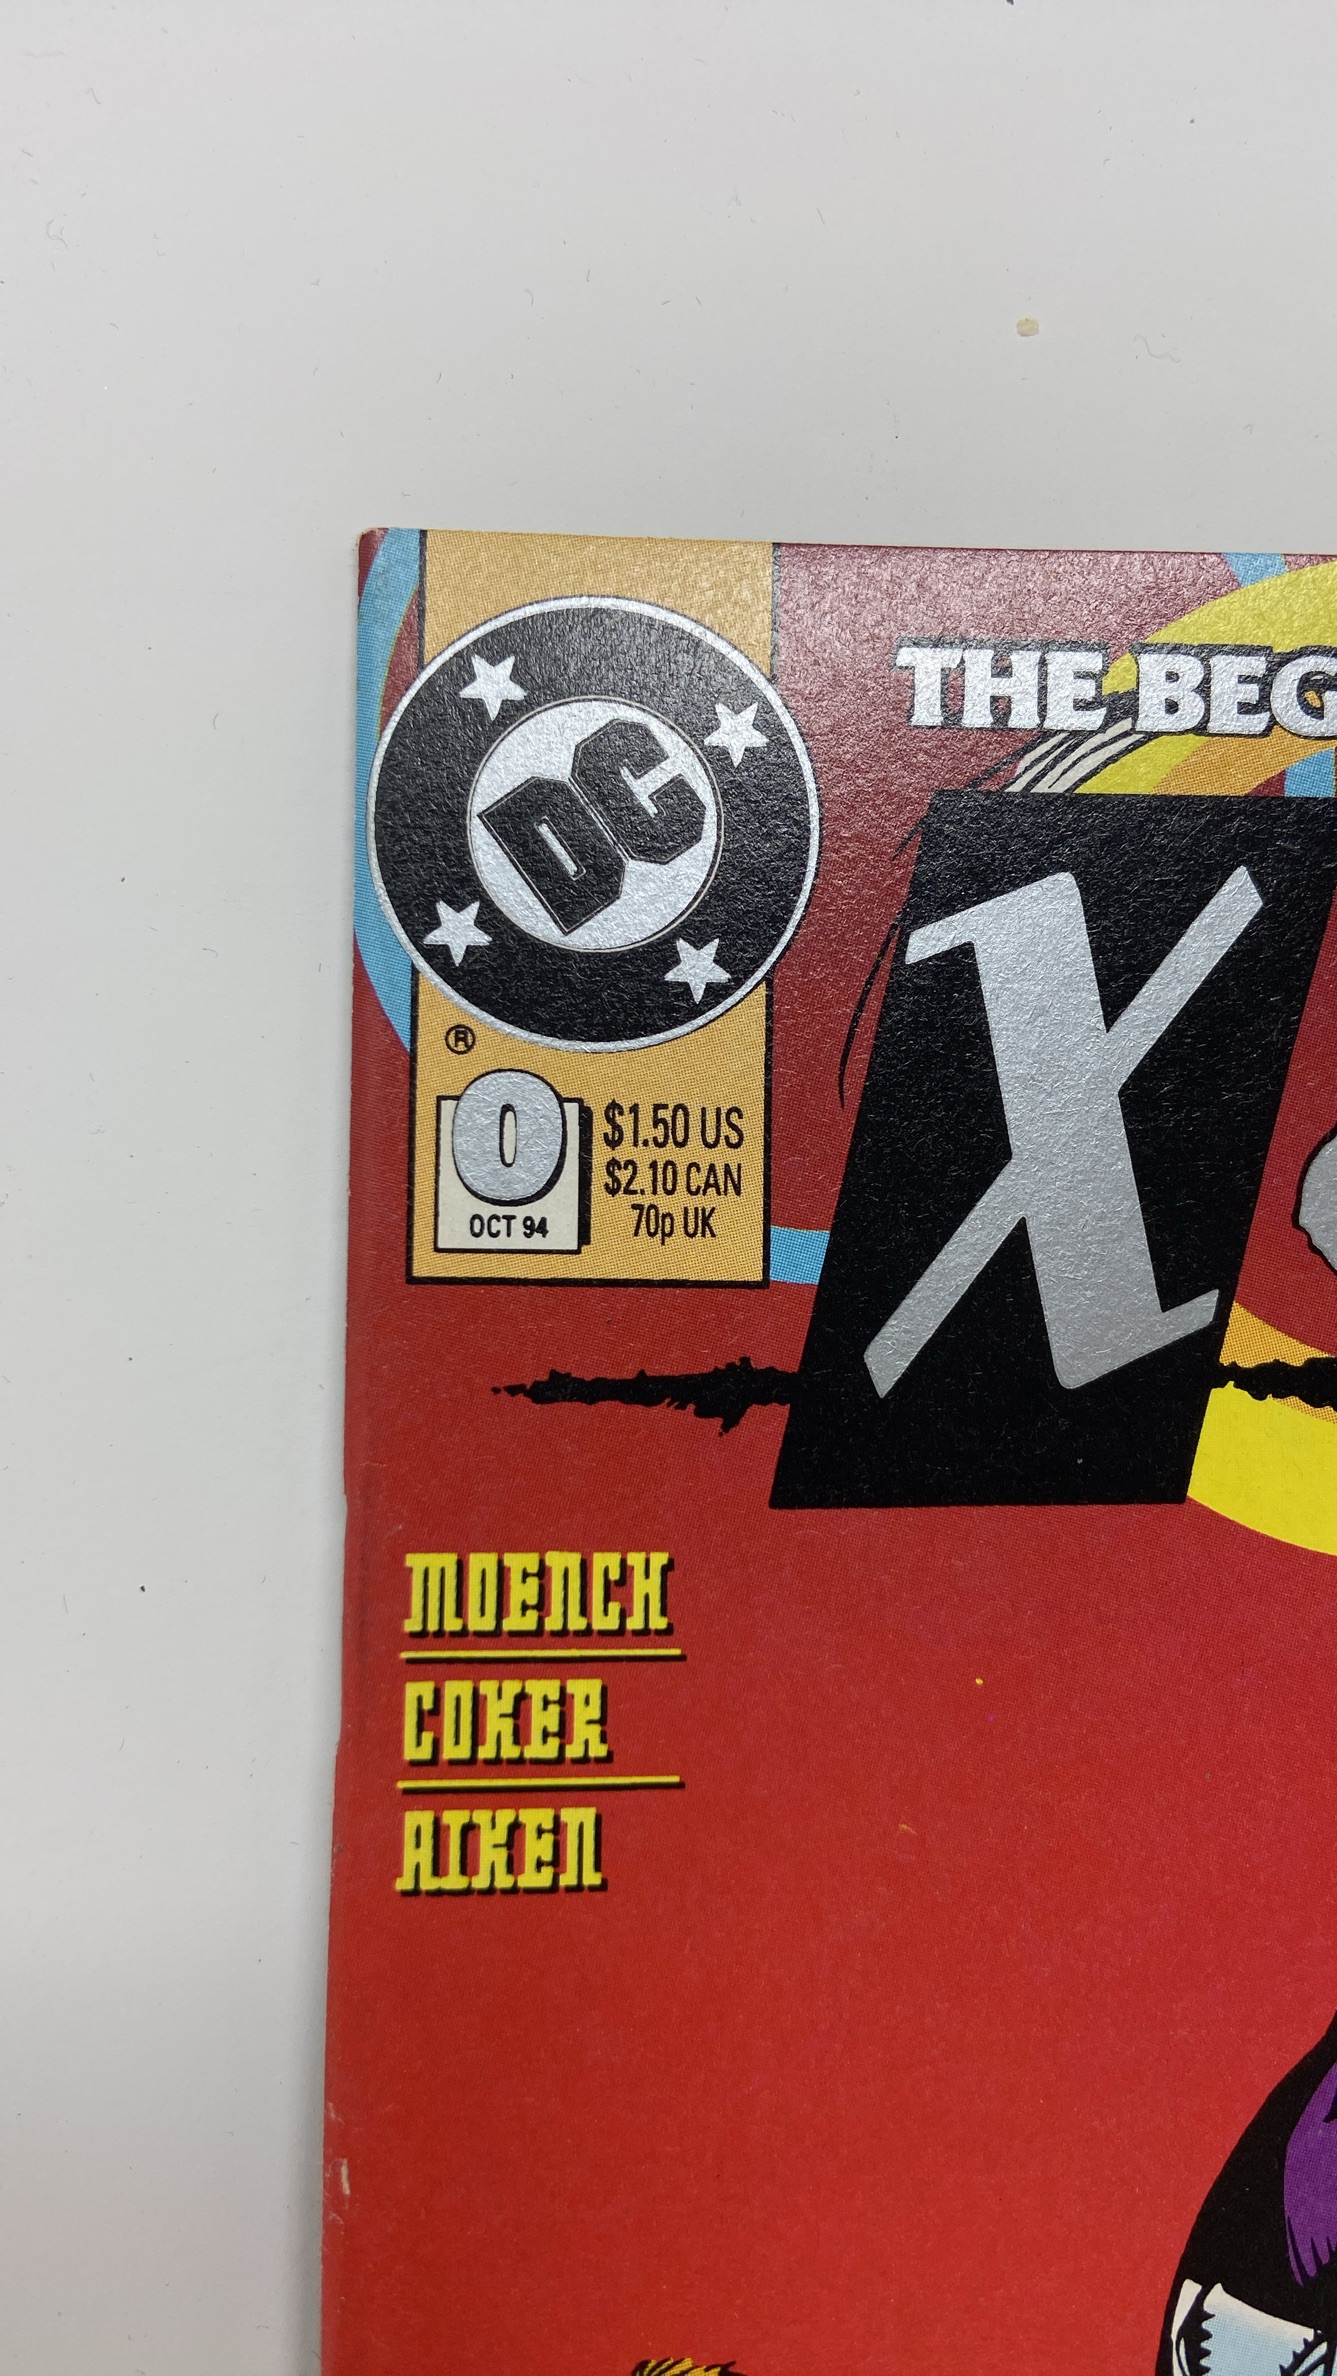 THE BEG
DC
®
0
OCT 94
$1.50 US
$2.10 CAN
70p UK
X
MOENCH
COKER
AIKEN